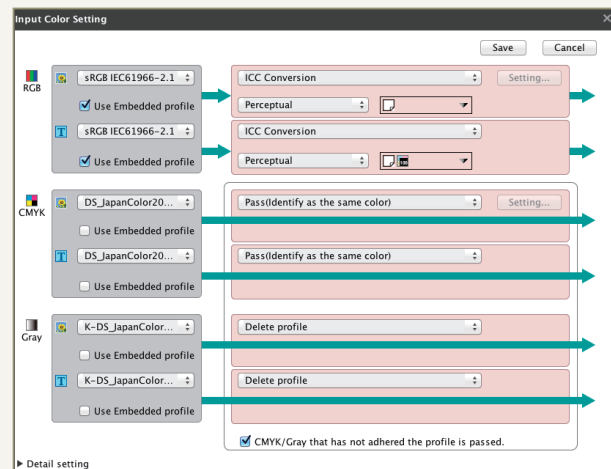 Input Color Setting
Save Cancel
RGB
sRGB IEC61966-2.1
ICC Conversion
Setting...
Use Embedded profile
Perceptual
T
sRGB IEC61966-2.1
ICC Conversion
Use Embedded profile
Perceptual
CMYK
DS_JapanColor20...
Pass(Identify as the same color)
Setting...
Use Embedded profile
T
DS_JapanColor20...
Pass(Identify as the same color)
Use Embedded profile
Gray
K-DS_JapanColor...
Delete profile
Use Embedded profile
T
K-DS_JapanColor...
Delete profile
Use Embedded profile
CMYK/Gray that has not adhered the profile is passed.
Detail setting